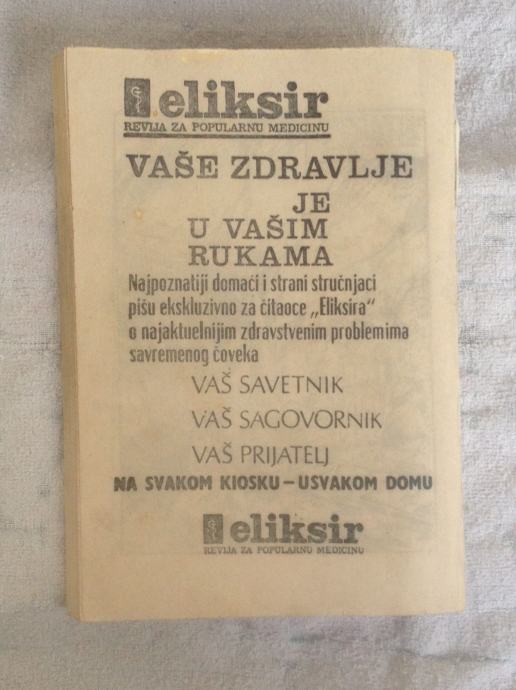 eliksir
REVIJA ZA POPULARNU MEDICINU
VAŠE ZDRAVLJE
JE
U VAŠIM
RUKAMA
Najpoznatiji domaći i strani stručnjaci
pišu ekskluzivno za čitaoce „Eliksira“
o najaktuelnijim zdravstvenim problemima
savremenog čoveka
VAŠ SAVETNIK
VAŠ SAGOVORNIK
VAŠ PRIJATELJ
NA SVAKOM KIOSKU – USVAKOM DOMU
eliksir
REVIJA ZA POPULARNU MEDICINU